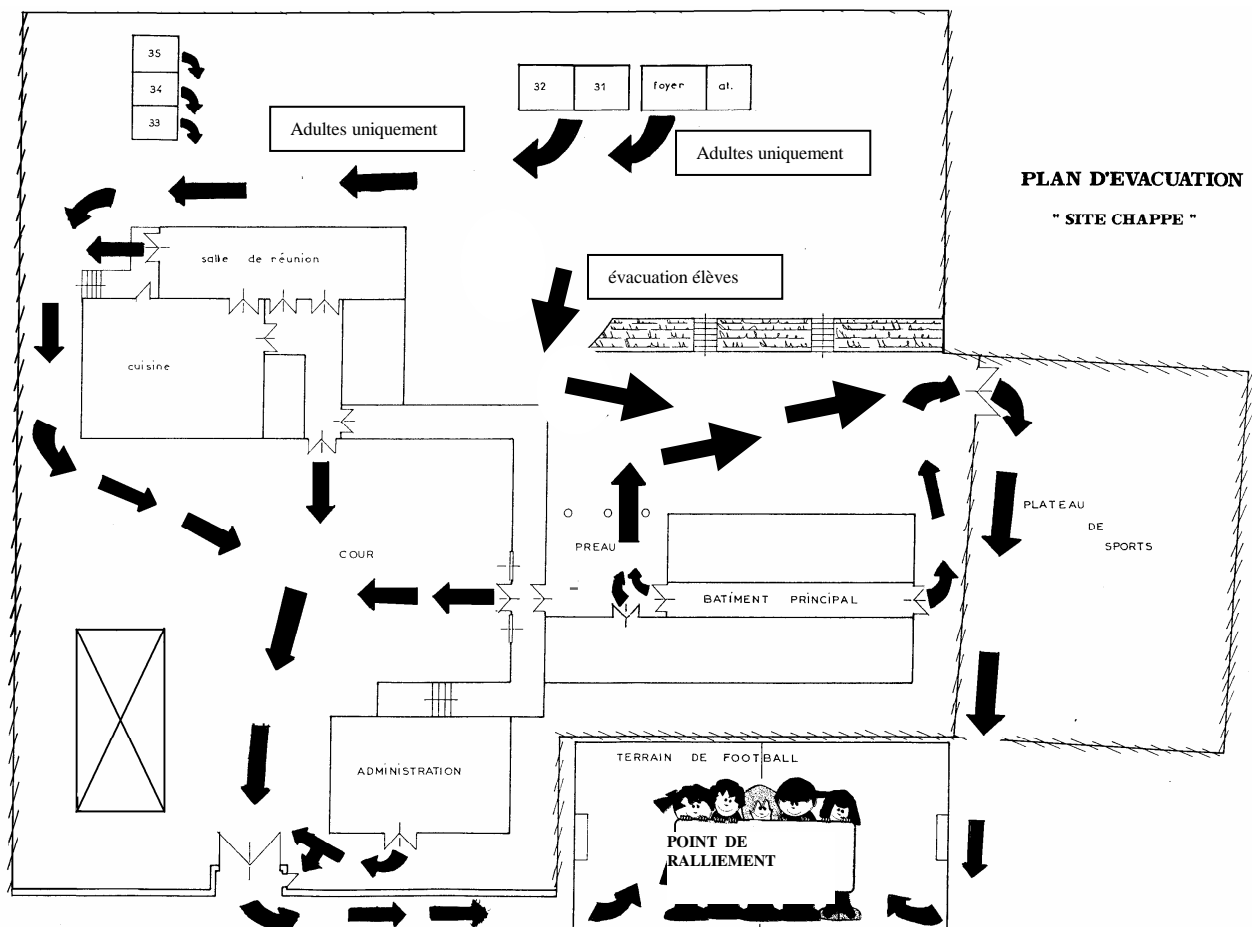 35
34
33
32
31
foyer
at.
Adultes uniquement
Adultes uniquement
PLAN D'EVACUATION
" SITE CHAPPE "
salle de réunion
évacuation élèves
cuisine
COUR
PREAU
PLATEAU
DE
SPORTS
BATIMENT PRINCIPAL
ADMINISTRATION
TERRAIN DE FOOTBALL
POINT DE
RALLIEMENT